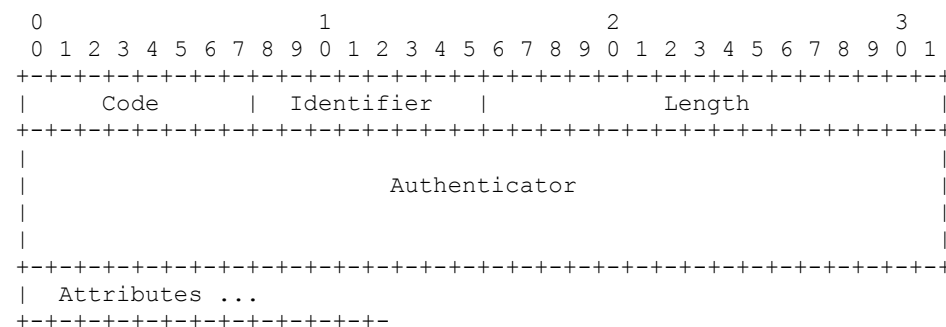 0                   1                   2                   3
 0 1 2 3 4 5 6 7 8 9 0 1 2 3 4 5 6 7 8 9 0 1 2 3 4 5 6 7 8 9 0 1
+-+-+-+-+-+-+-+-+-+-+-+-+-+-+-+-+-+-+-+-+-+-+-+-+-+-+-+-+-+-+-+-+
|     Code      |  Identifier   |            Length             |
+-+-+-+-+-+-+-+-+-+-+-+-+-+-+-+-+-+-+-+-+-+-+-+-+-+-+-+-+-+-+-+-+
|                                                               |
|                         Authenticator                         |
|                                                               |
|                                                               |
+-+-+-+-+-+-+-+-+-+-+-+-+-+-+-+-+-+-+-+-+-+-+-+-+-+-+-+-+-+-+-+-+
|  Attributes ...
+-+-+-+-+-+-+-+-+-+-+-+-+-